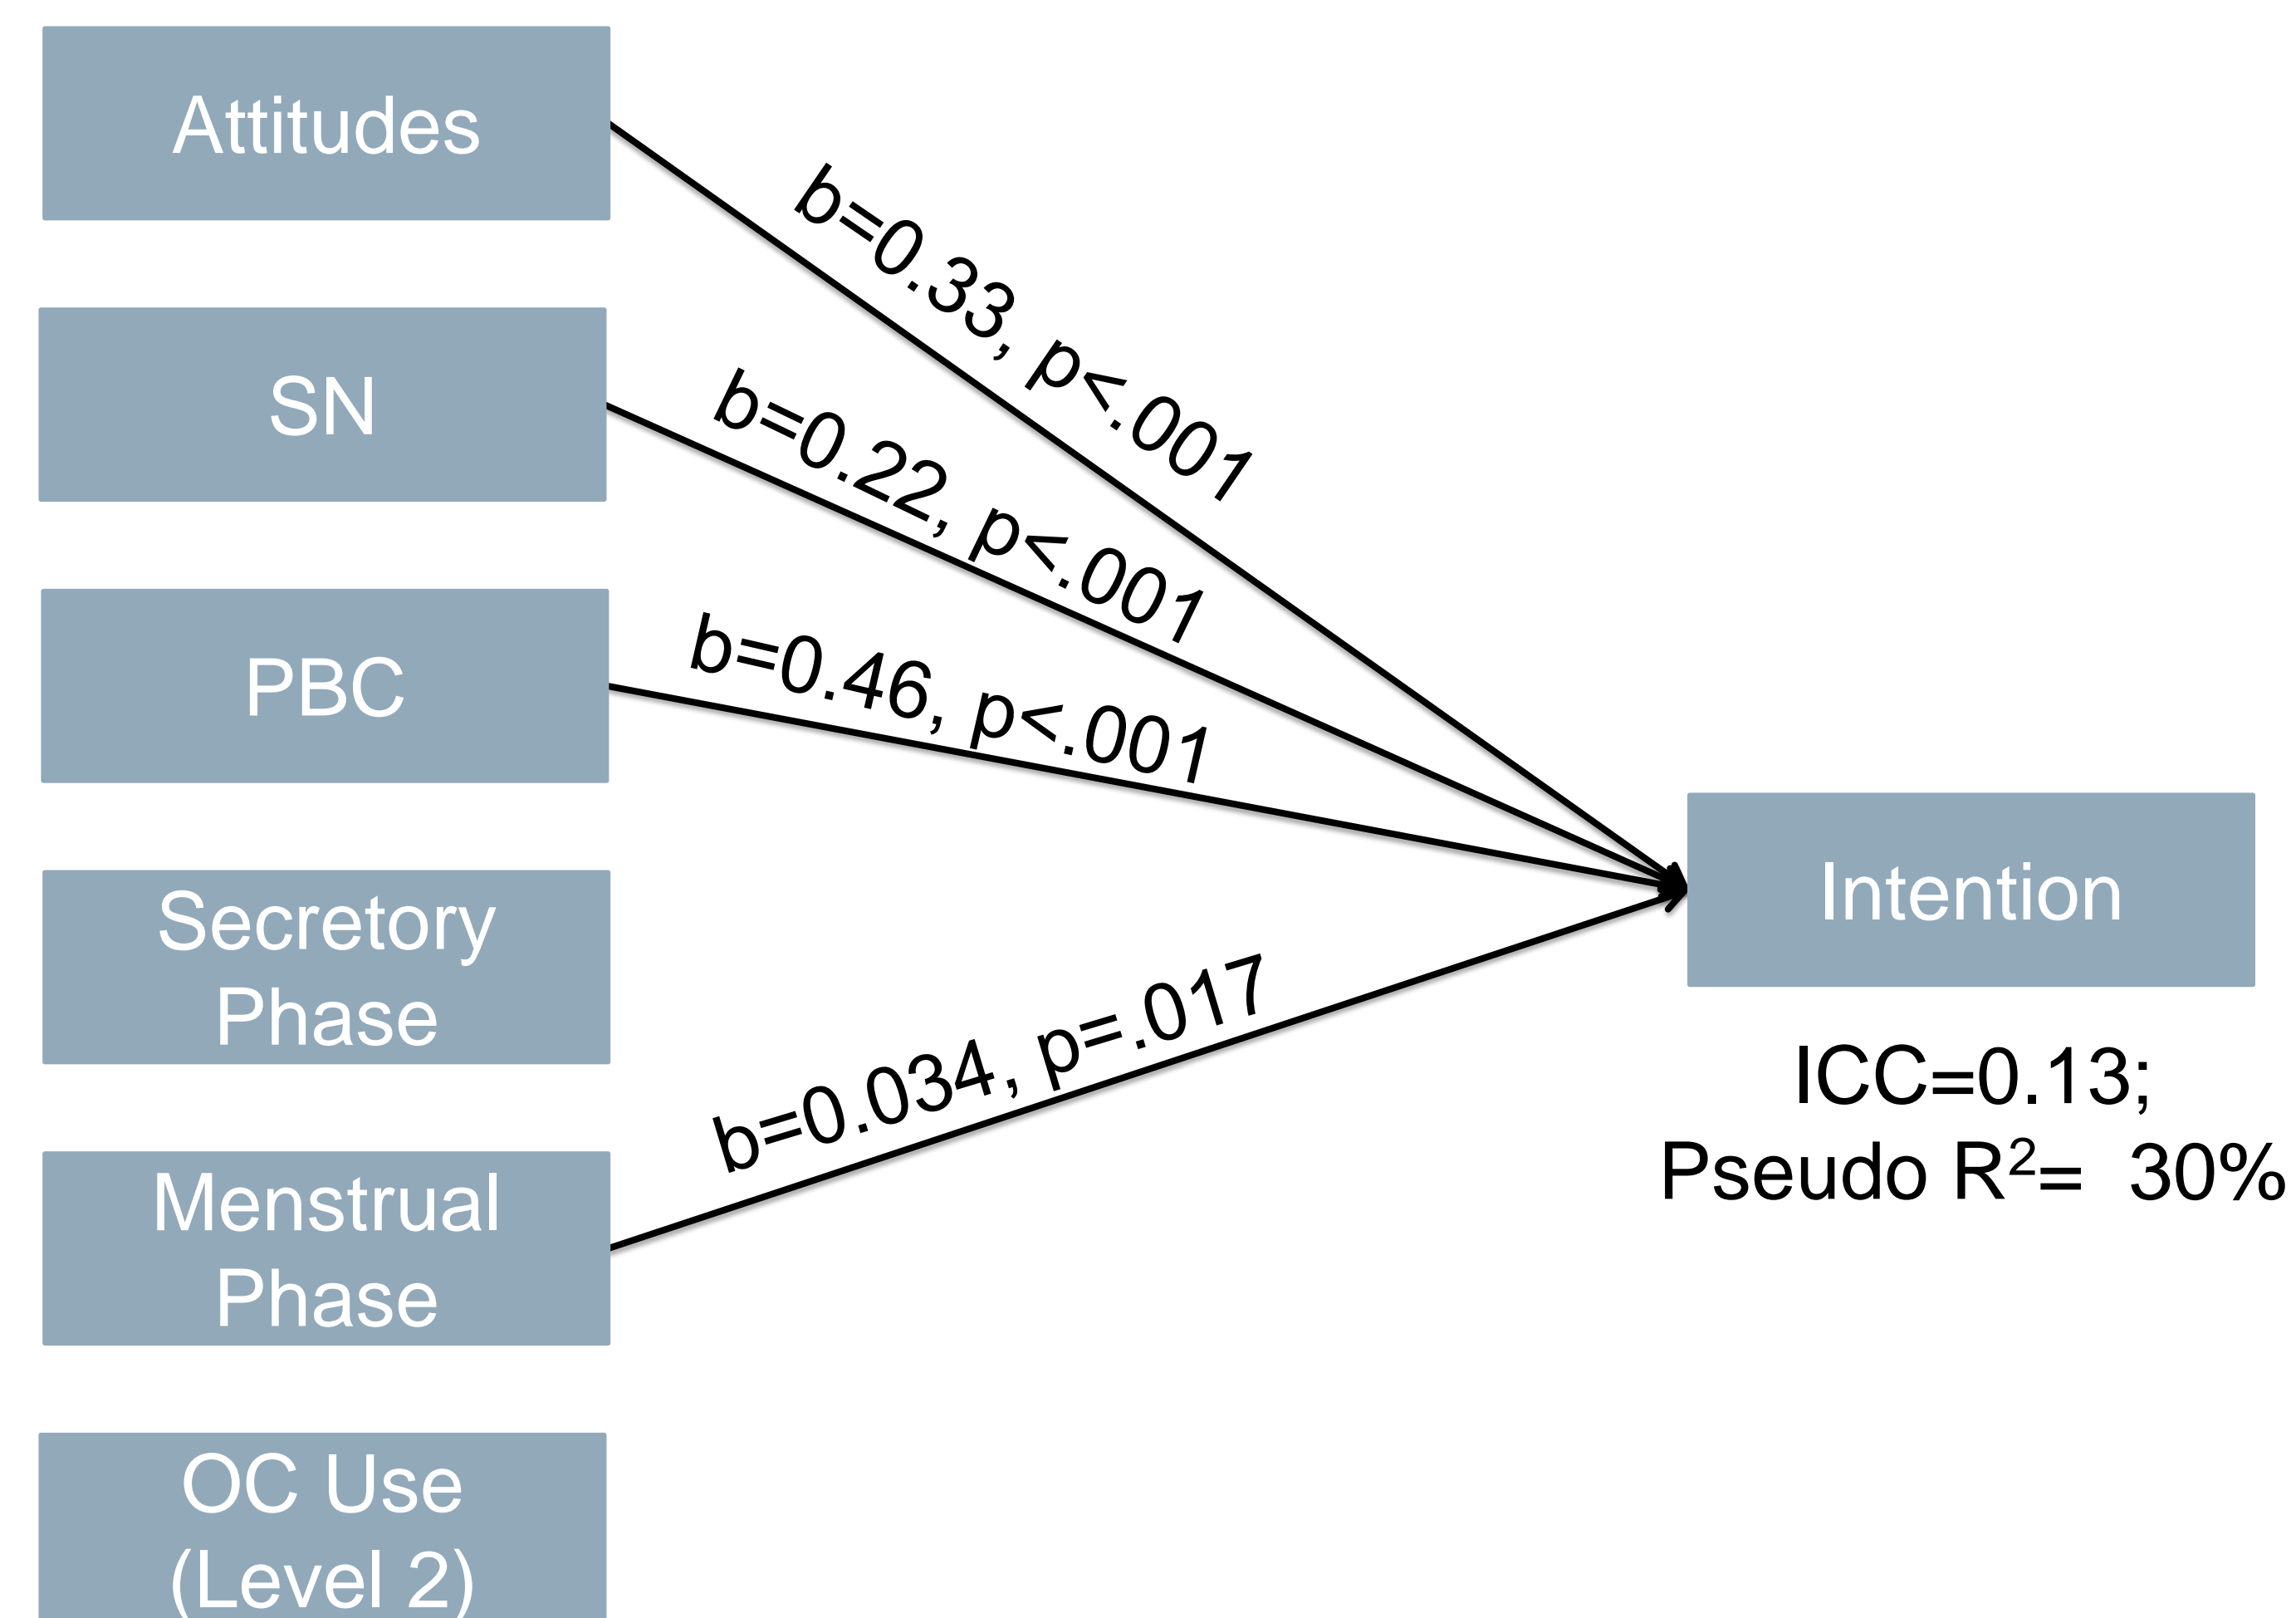 Attitudes
b=0.33, p<.001
SN
b=0.22, p<.001
PBC
b=0.46, p<.001
Secretory
Phase
Intention
b=0.034, p=.017
ICC=0.13;
Pseudo R²= 30%
Menstrual
Phase
OC Use
(Level 2)